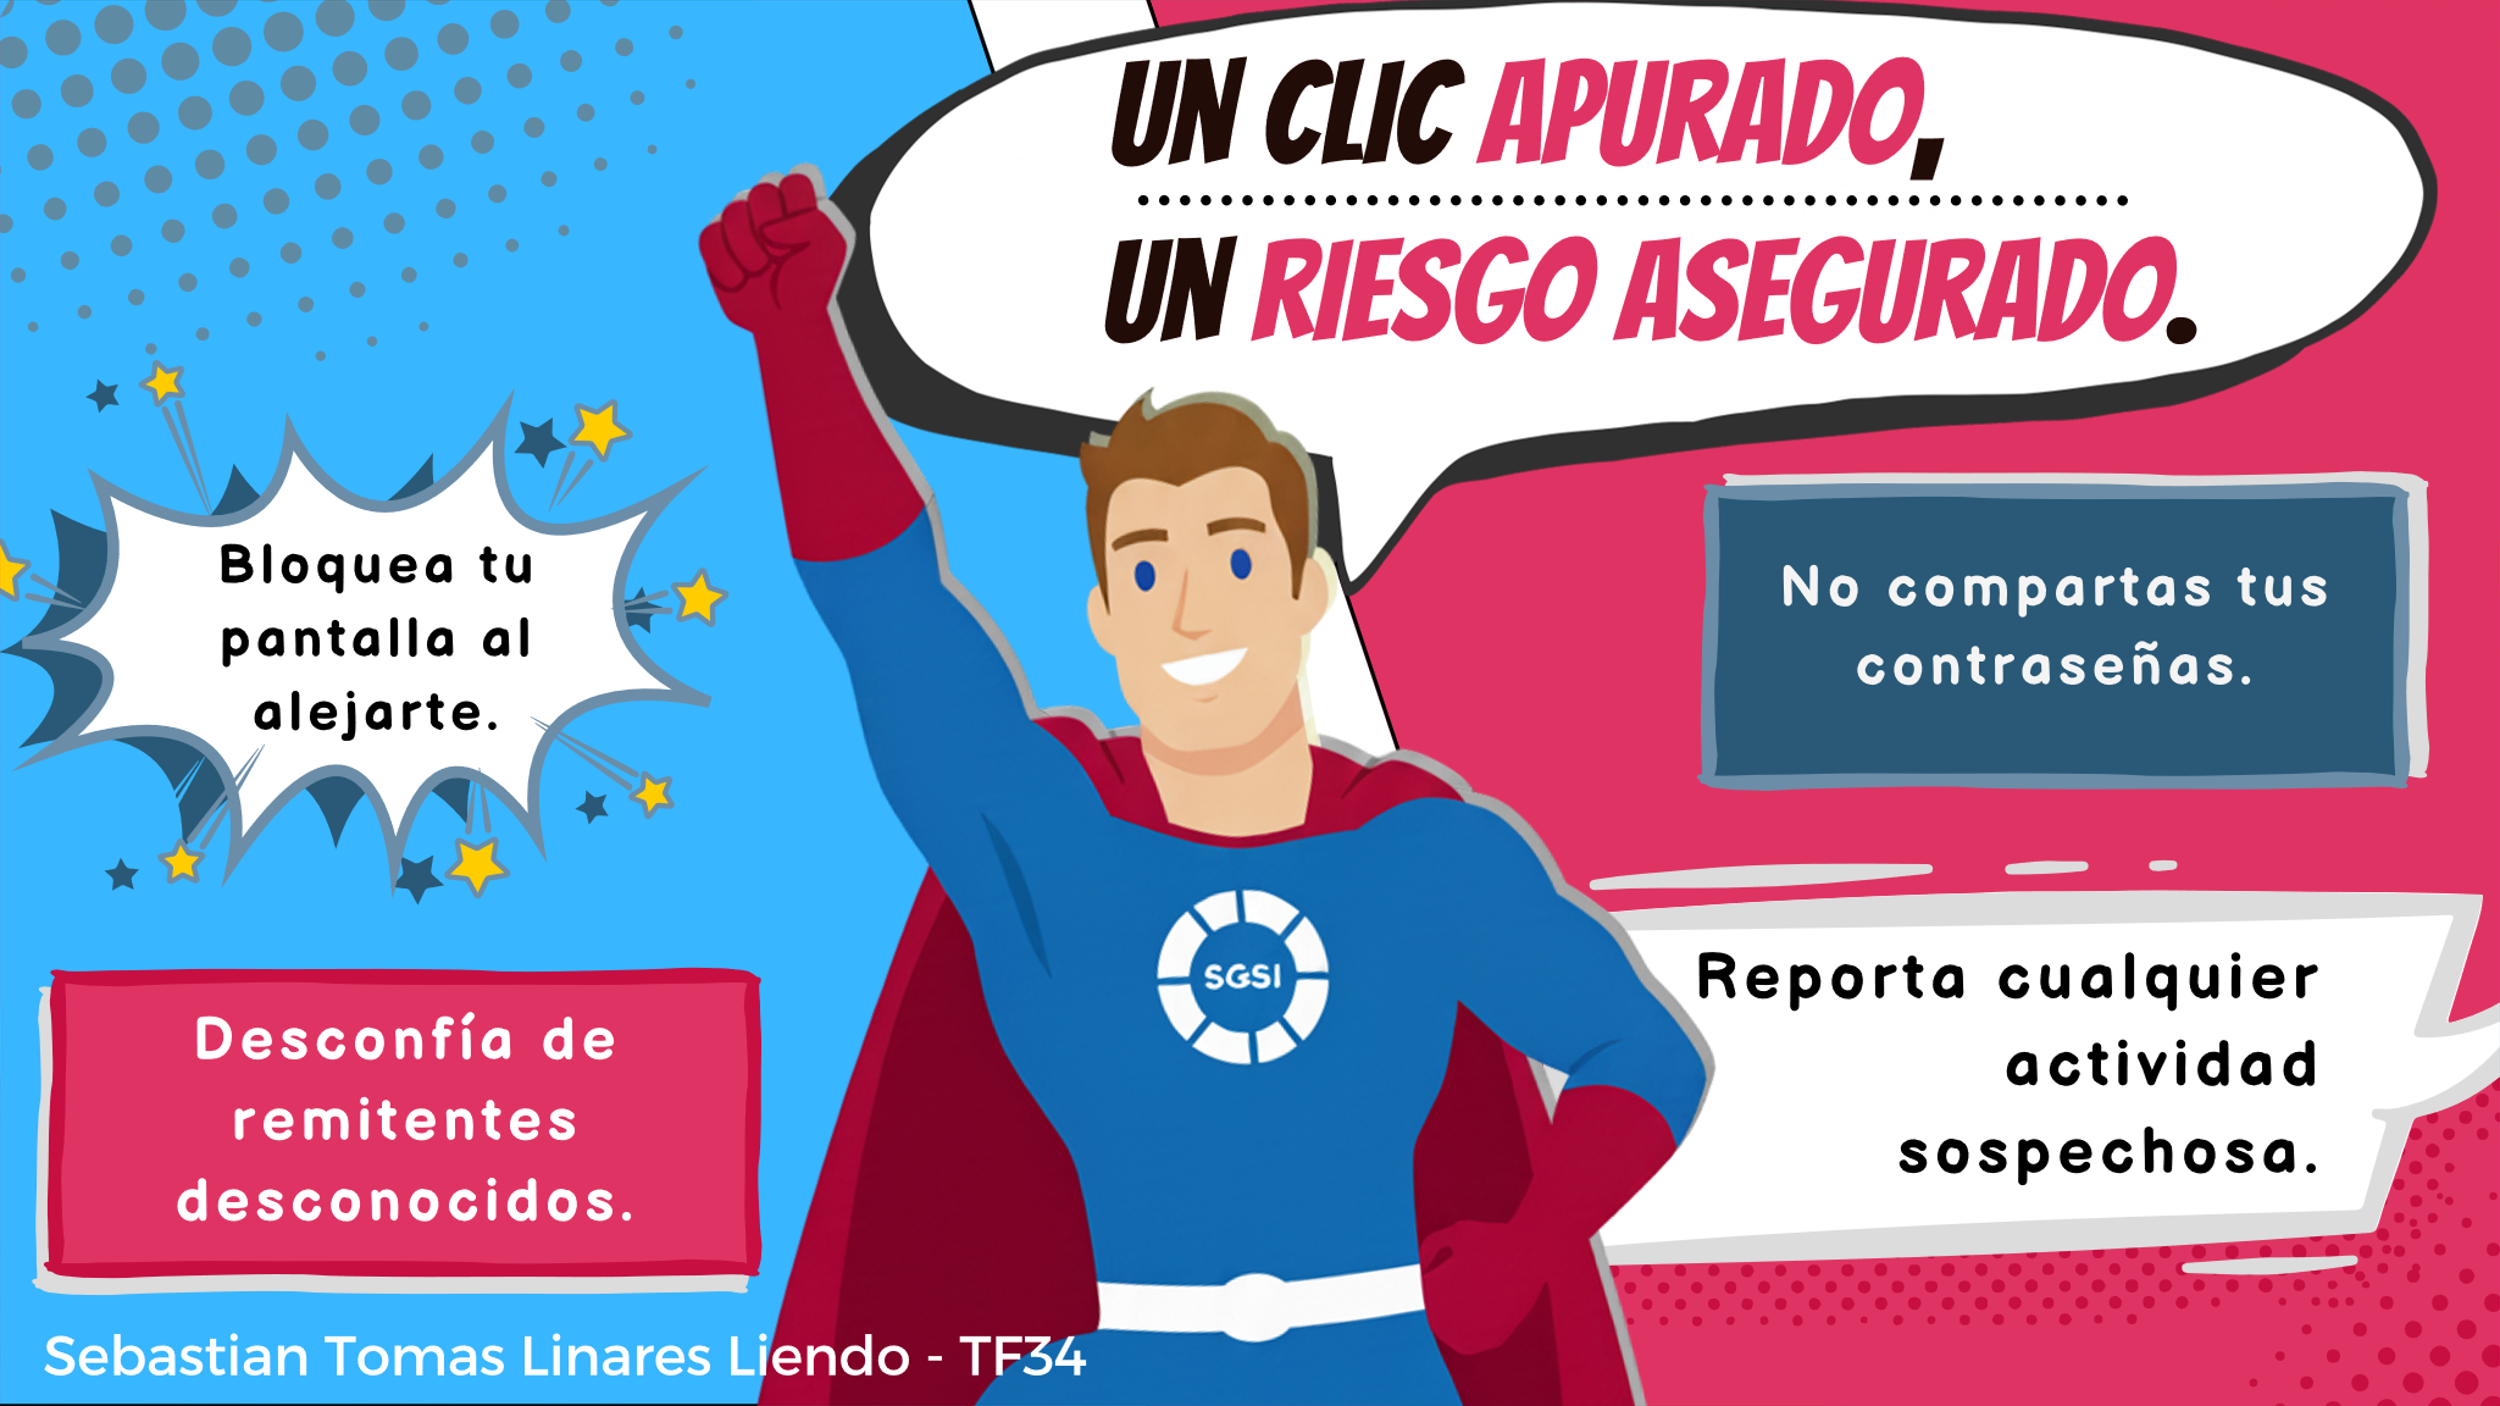 UN CLIC APURADO,
UN RIESGO ASEGURADO.
Bloquea tu
pantalla al
alejarte.
No compartas tus
contraseñas.
Desconfía de
remitentes
desconocidos.
SGSI
Reporta cualquier
actividad
sospechosa.
Sebastian Tomas Linares Liendo - TF34